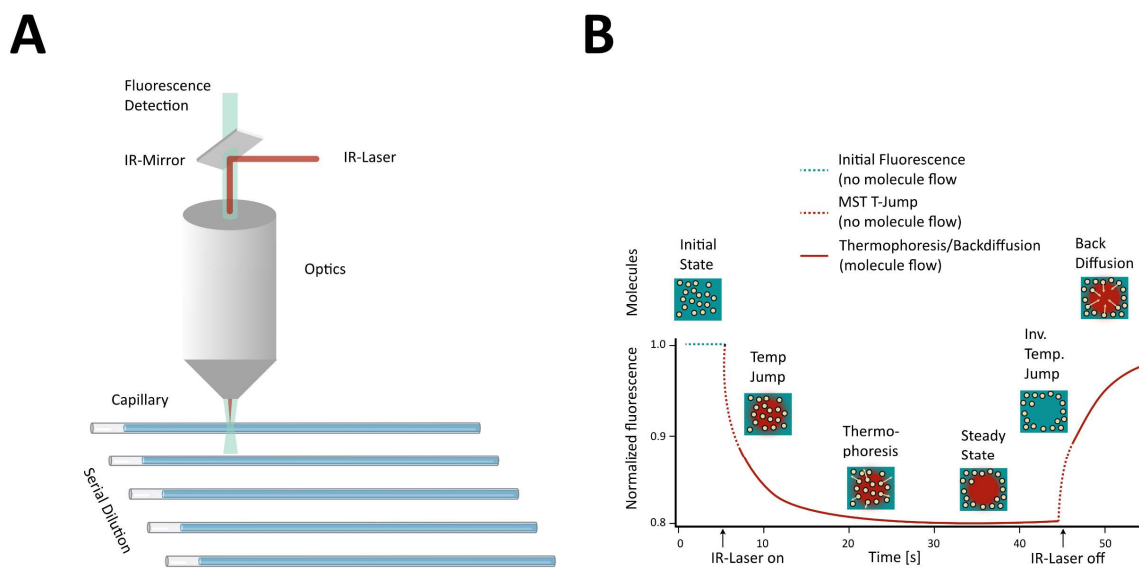 A
Fluorescence
Detection
IR-Mirror
IR-Laser
Optics
Capillary
Serial Dilution
B
Initial Fluorescence
(no molecule flow
MST T-Jump
(no molecule flow)
Thermophoresis/Backdiffusion
(molecule flow)
Back
Diffusion
Molecules
Initial
State
Inv.
Temp.
Jump
Temp
Jump
Thermo-
phoresis
Steady
State
Normalized fluorescence
1.0
0.9
0.8
0
10
20
30
40
50
IR-Laser on
Time [s]
IR-Laser off